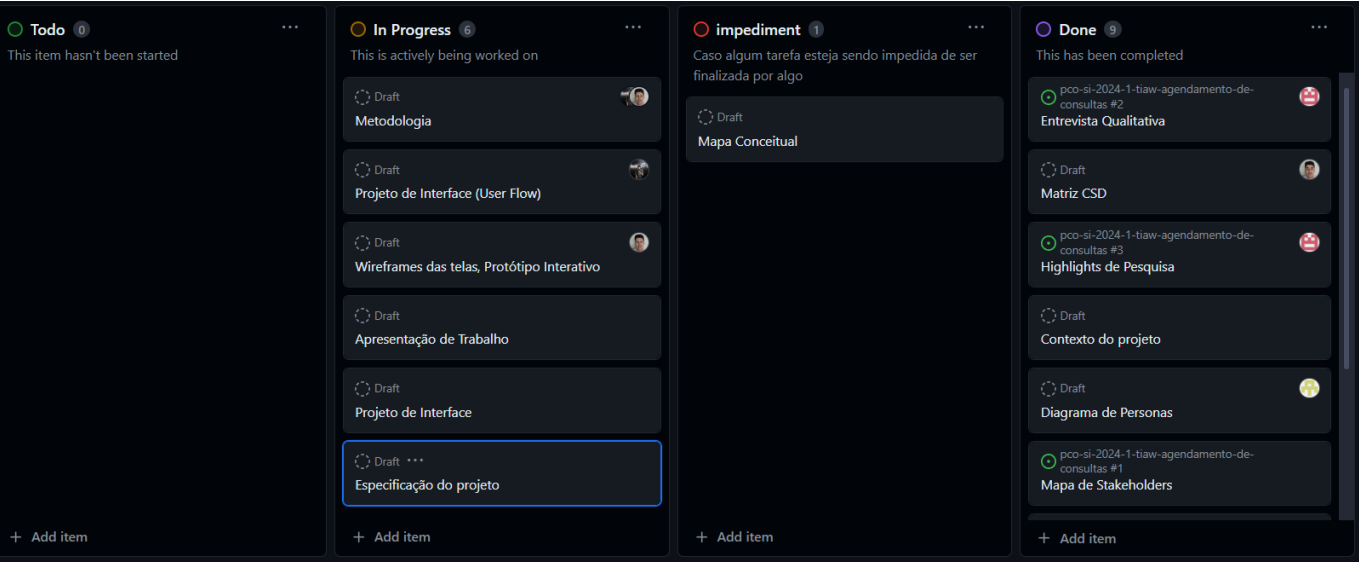 Todo 0
This item hasn't been started
+ Add item
In Progress 6
This is actively being worked on
Draft
Metodologia
Draft
Projeto de Interface (User Flow)
Draft
Wireframes das telas, Protótipo Interativo
Draft
Apresentação de Trabalho
Draft
Projeto de Interface
Draft
Especificação do projeto
+ Add item
impediment 1
Caso algum tarefa esteja sendo impedida de ser
finalizada por algo
Draft
Mapa Conceitual
+ Add item
Done 9
This has been completed
pco-si-2024-1-tiaw-agendamento-de-
consultas #2
Entrevista Qualitativa
Draft
Matriz CSD
pco-si-2024-1-tiaw-agendamento-de-
consultas #3
Highlights de Pesquisa
Draft
Contexto do projeto
Draft
Diagrama de Personas
pco-si-2024-1-tiaw-agendamento-de-
consultas #1
Mapa de Stakeholders
+ Add item